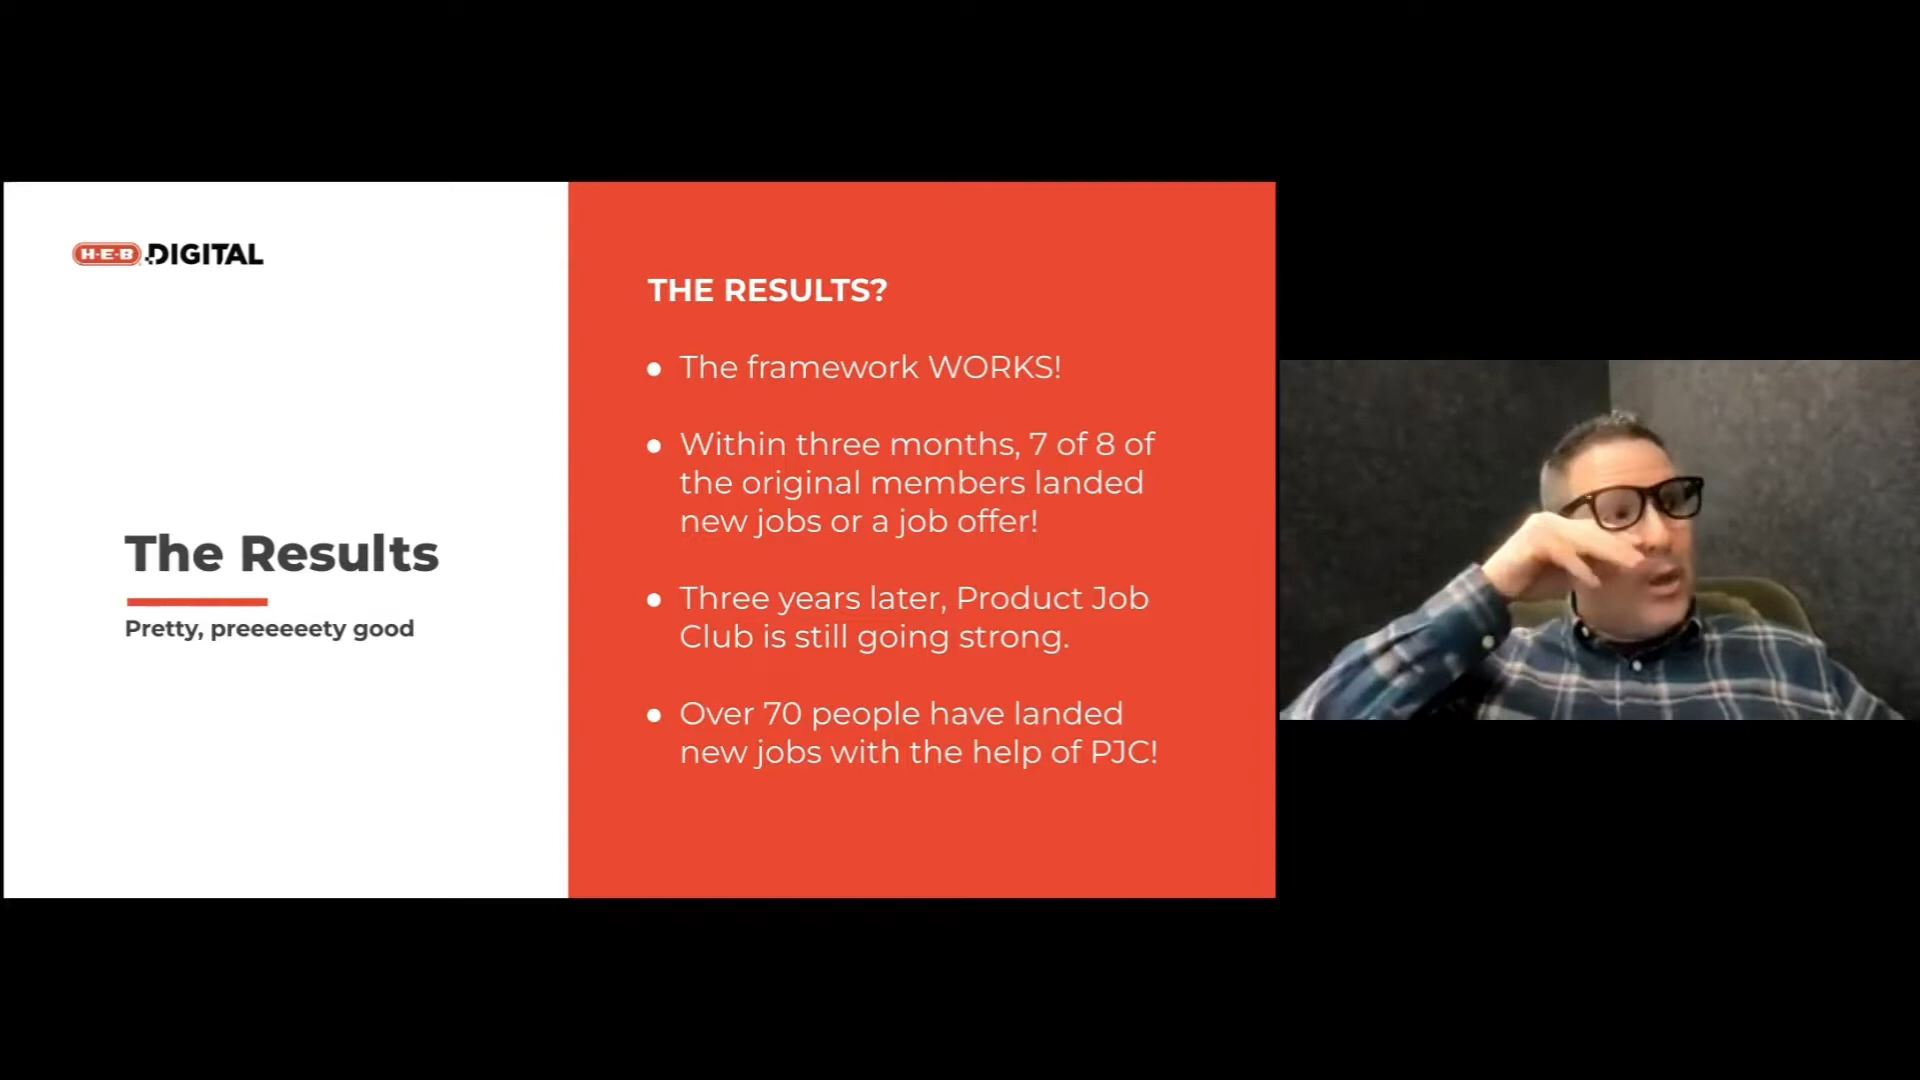 H-E-B DIGITAL
The Results
Pretty, preeeeeety good
THE RESULTS?
● The framework WORKS!
● Within three months, 7 of 8 of
the original members landed
new jobs or a job offer!
● Three years later, Product Job
Club is still going strong.
● Over 70 people have landed
new jobs with the help of PJC!